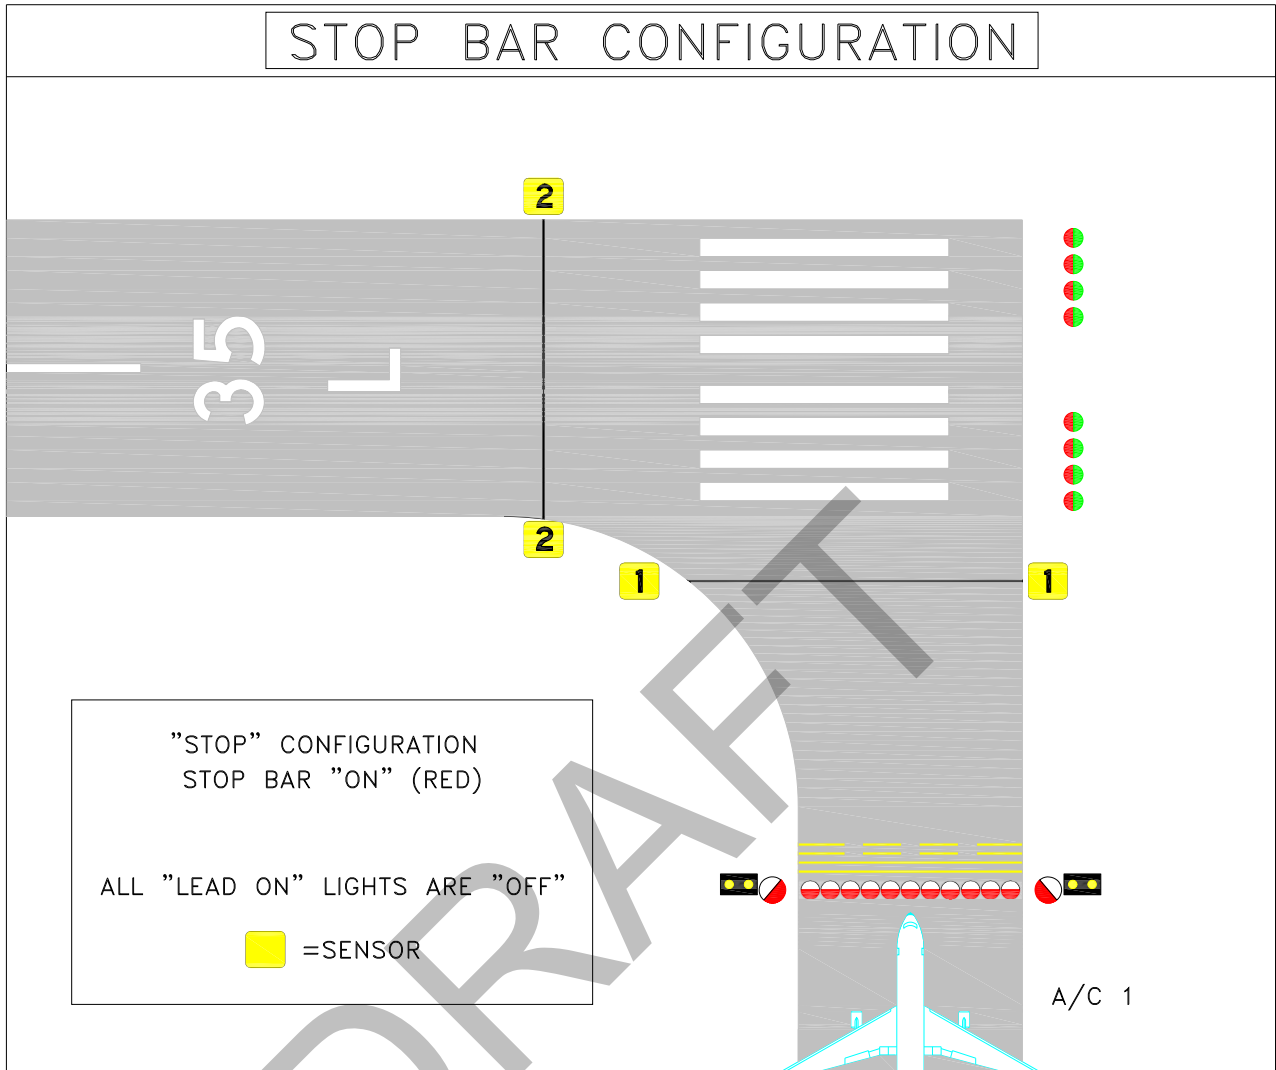 STOP BAR CONFIGURATION
2
35
L
2
1
1
"STOP" CONFIGURATION
STOP BAR "ON" (RED)
ALL "LEAD ON" LIGHTS ARE "OFF"
=SENSOR
A/C 1
DRAFT